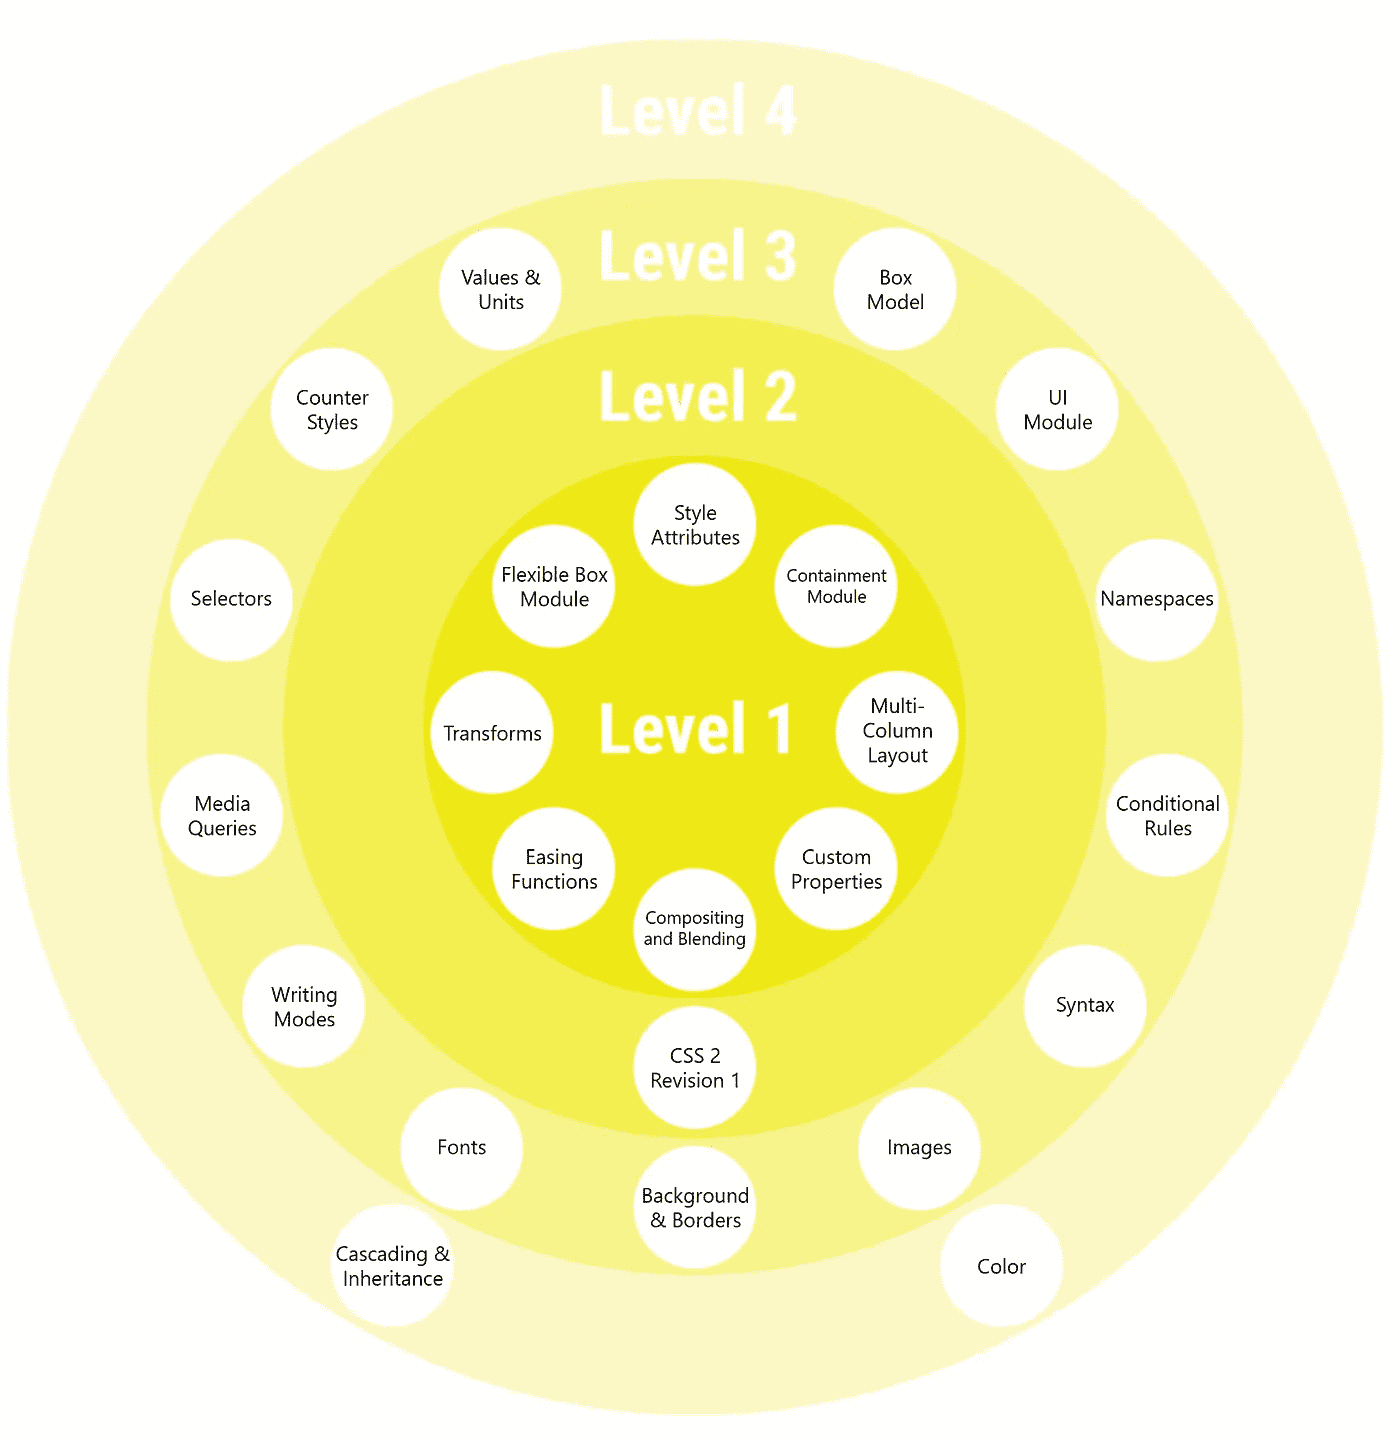 Level 4
Level 3
Values &
Units
Box
Model
Counter
Styles
Level 2
UI
Module
Style
Attributes
Flexible Box
Module
Containment
Module
Selectors
Namespaces
Transforms
Level 1
Multi-
Column
Layout
Media
Queries
Conditional
Rules
Easing
Functions
Custom
Properties
Compositing
and Blending
Writing
Modes
Syntax
CSS 2
Revision 1
Fonts
Images
Background
& Borders
Cascading &
Inheritance
Color